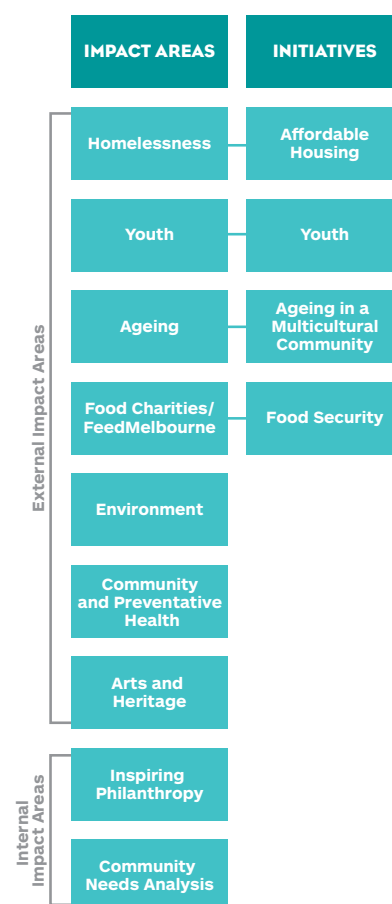 IMPACT AREAS
INITIATIVES
External Impact Areas
Homelessness
Affordable
Housing
Youth
Youth
Ageing
Ageing in a
Multicultural
Community
Food Charities/
FeedMelbourne
Food Security
Environment
Community
and Preventative
Health
Arts and
Heritage
Internal
Impact Areas
Inspiring
Philanthropy
Community
Needs Analysis